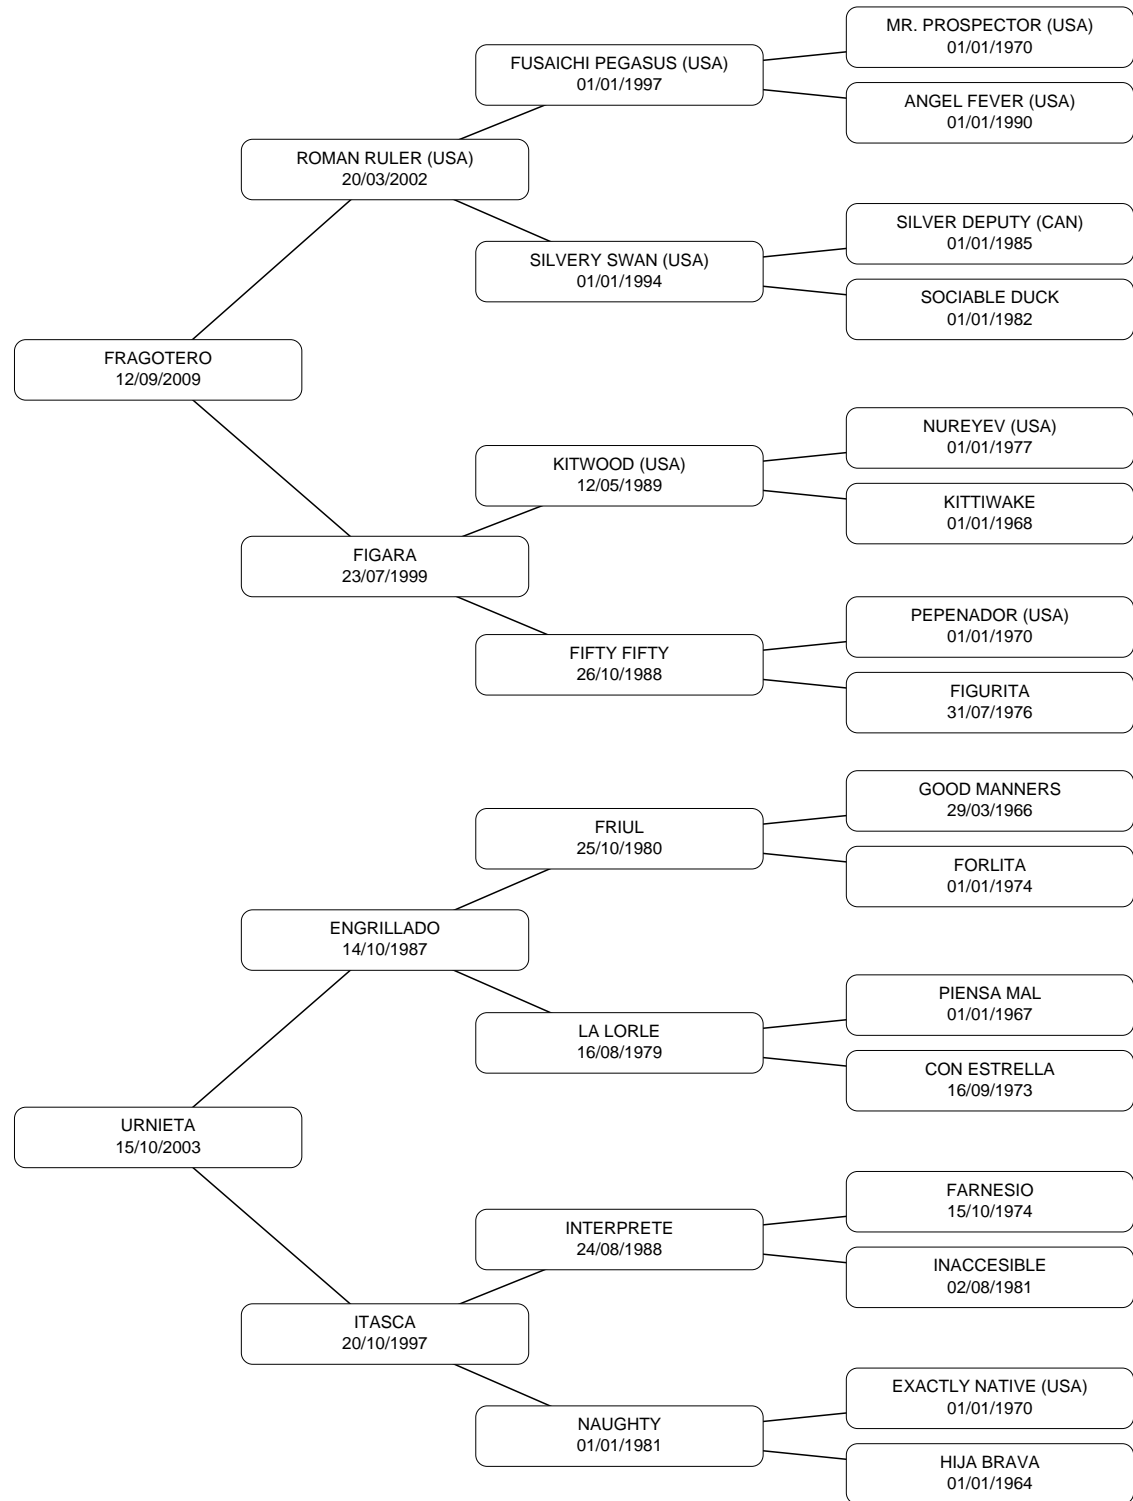 MR. PROSPECTOR (USA)
01/01/1970
FUSAICHI PEGASUS (USA)
01/01/1997
ANGEL FEVER (USA)
01/01/1990
ROMAN RULER (USA)
20/03/2002
SILVER DEPUTY (CAN)
01/01/1985
SILVERY SWAN (USA)
01/01/1994
SOCIABLE DUCK
01/01/1982
FRAGOTERO
12/09/2009
NUREYEV (USA)
01/01/1977
KITWOOD (USA)
12/05/1989
KITTIWAKE
01/01/1968
FIGARA
23/07/1999
PEPENADOR (USA)
01/01/1970
FIFTY FIFTY
26/10/1988
FIGURITA
31/07/1976
GOOD MANNERS
29/03/1966
FRIUL
25/10/1980
FORLITA
01/01/1974
ENGRILLADO
14/10/1987
PIENSA MAL
01/01/1967
LA LORLE
16/08/1979
CON ESTRELLA
16/09/1973
URNIETA
15/10/2003
FARNESIO
15/10/1974
INTERPRETE
24/08/1988
INACCESIBLE
02/08/1981
ITASCA
20/10/1997
EXACTLY NATIVE (USA)
01/01/1970
NAUGHTY
01/01/1981
HIJA BRAVA
01/01/1964